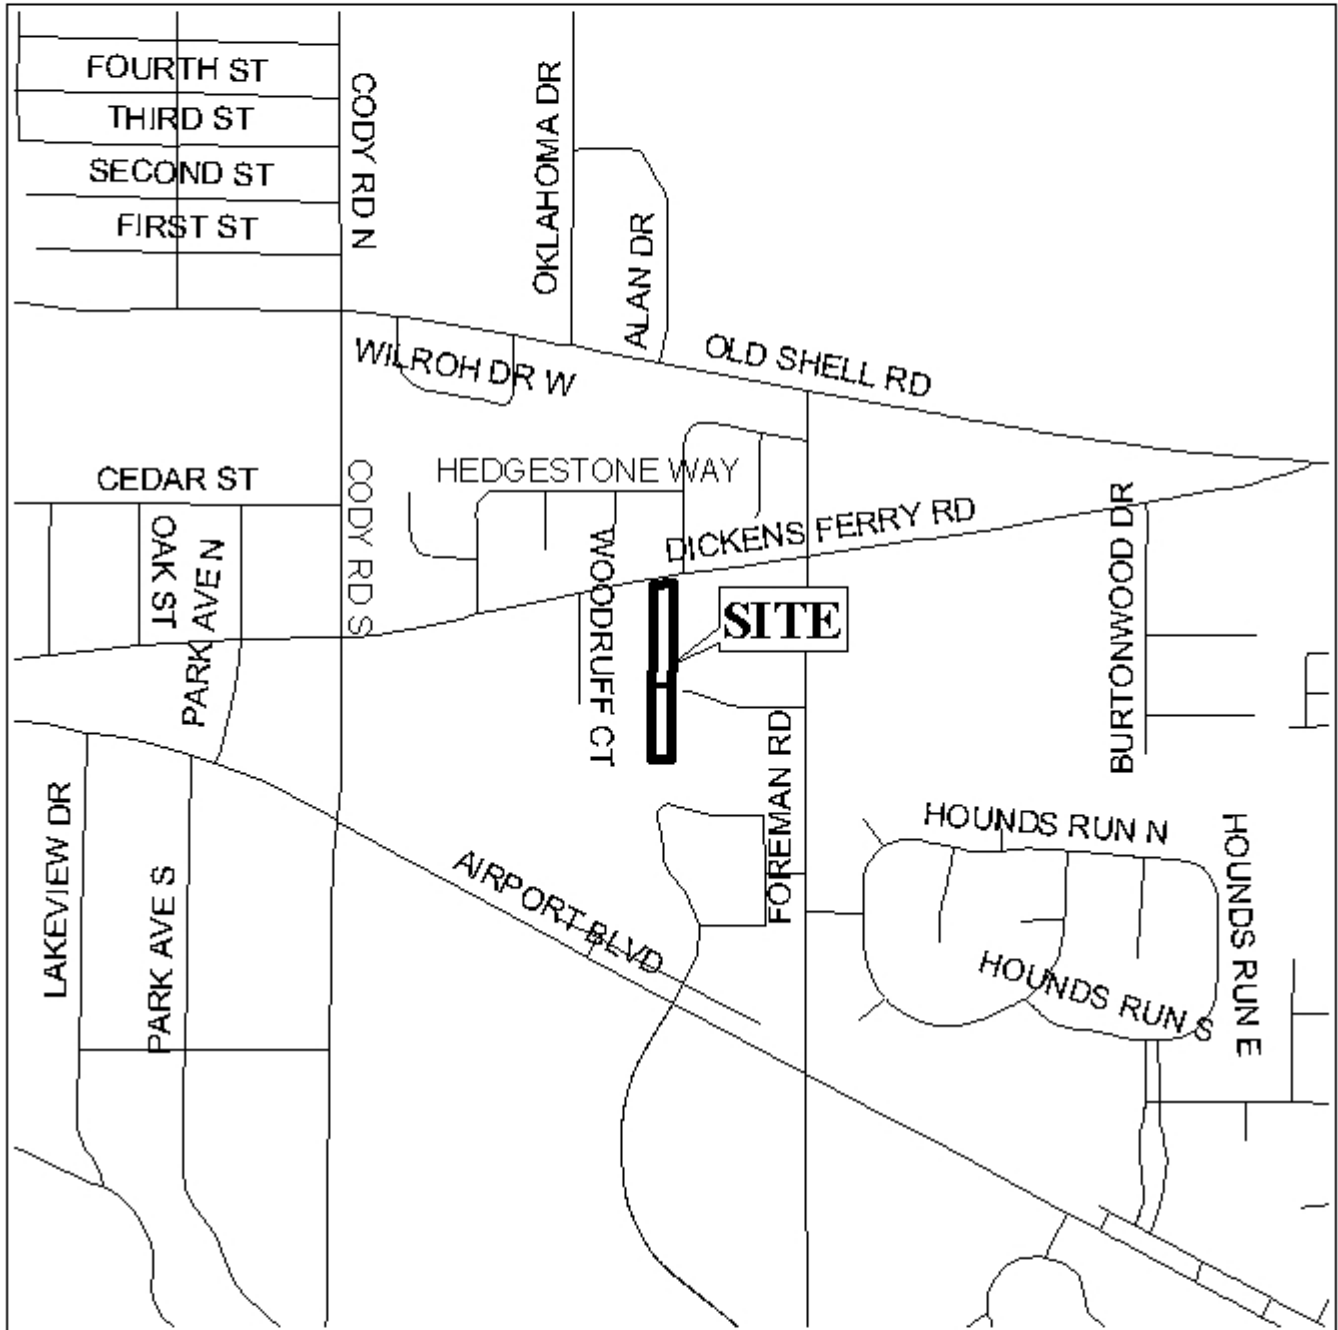 FOURTH ST
THIRD ST
SECOND ST
FIRST ST
CODY RD N
OKLAHOMA DR
ALAN DR
WILROH DR W
OLD SHELL RD
CEDAR ST
OAK ST
PARK AVE N
CODY RD S
HEDGESTONE WAY
DICKENS FERRY RD
WOODRUFF CT
SITE
BURTONWOOD DR
FOREMAN RD
LAKEVIEW DR
PARK AVE S
AIRPORT BLVD
HOUNDS RUN N
HOUNDS RUN S
HOUNDS RUN E